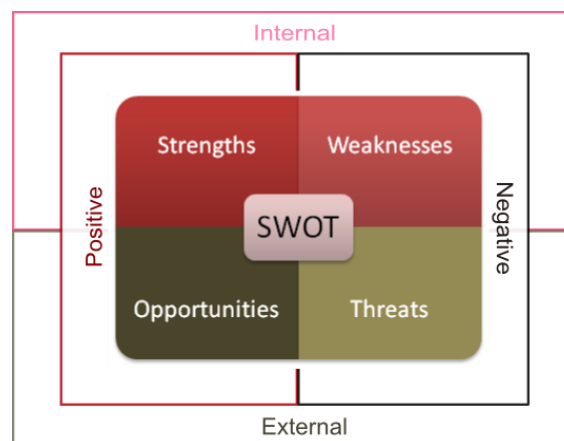 Internal
Strengths
Weaknesses
Positive
SWOT
Negative
Opportunities
Threats
External